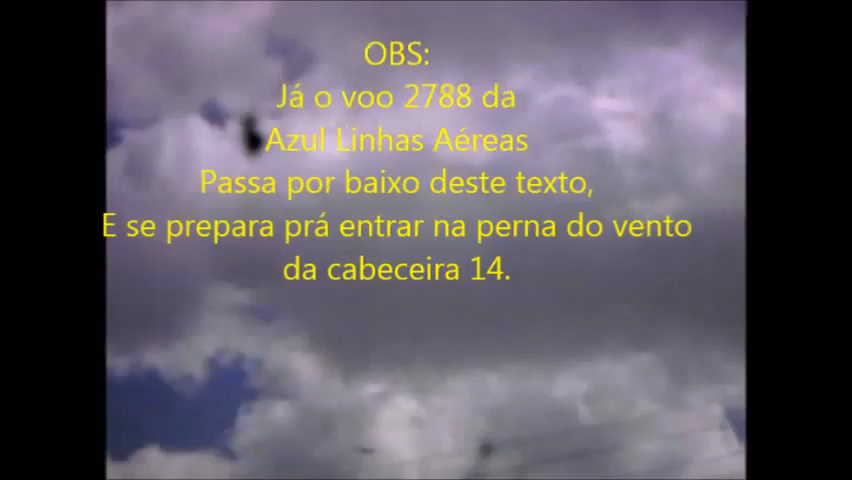 OBS:
Já o voo 2788 da
Azul Linhas Aéreas
Passa por baixo deste texto,
E se prepara prá entrar na perna do vento
da cabeceira 14.